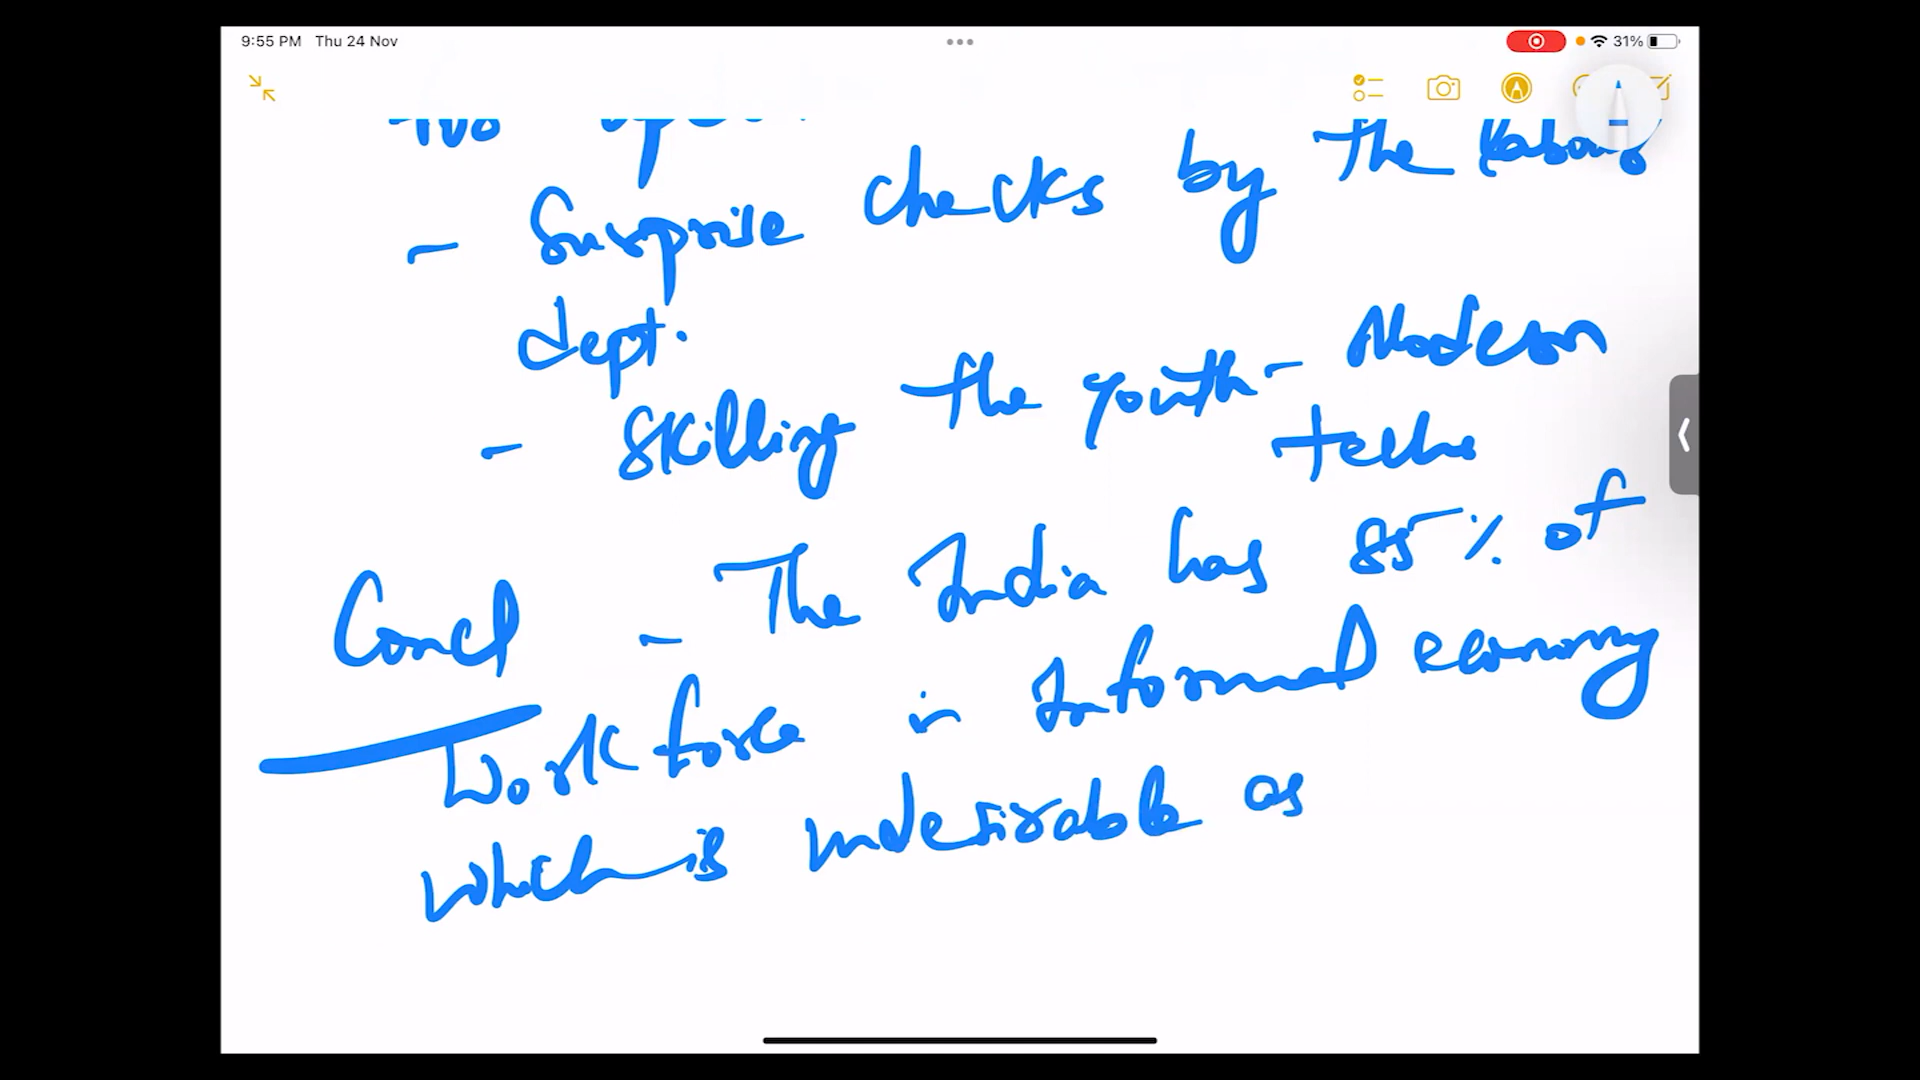 9:55 PM Thu 24 Nov
31%
- Surprise checks by the Labour
dept.
- Skilling the youth - Modern
techs
Concl - The India has 85% of
workforce in Informal economy
which is undesirable as